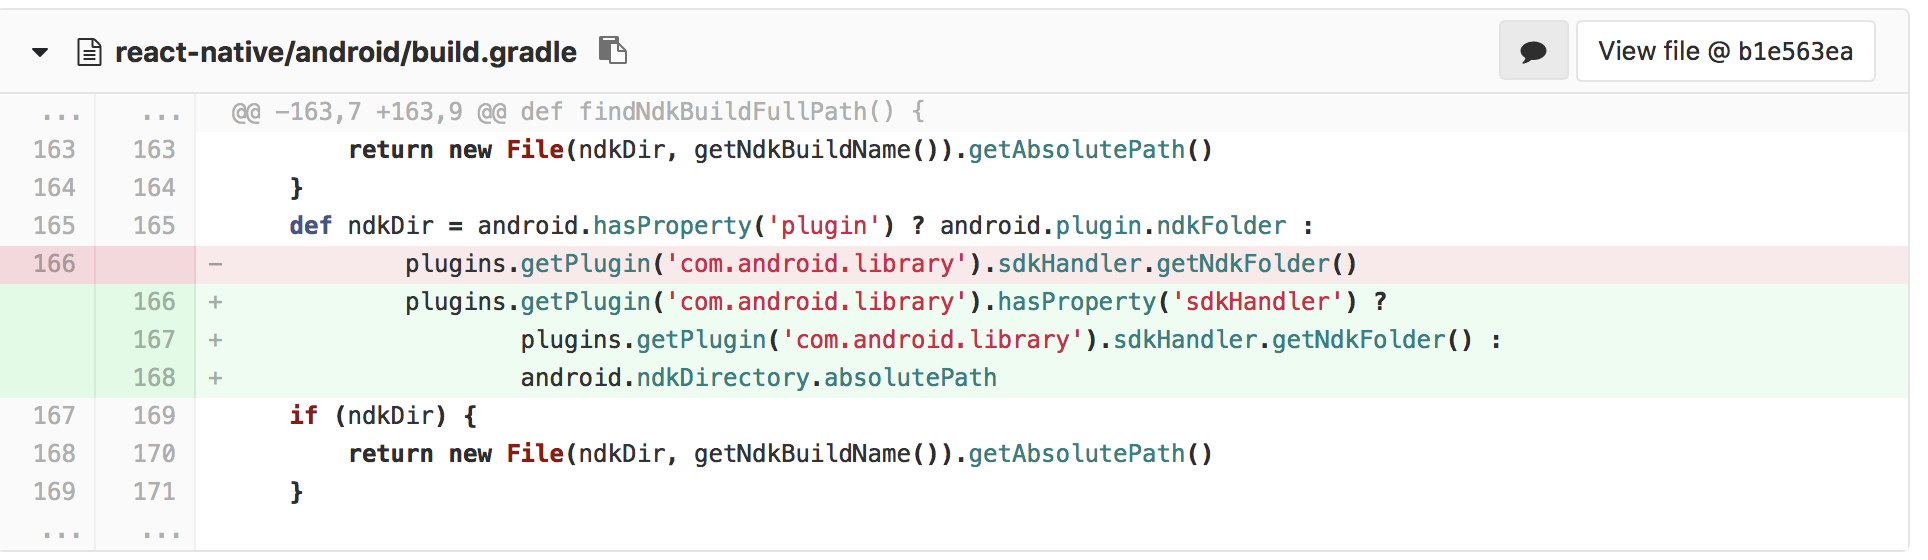 react-native/android/build.gradle View file @ b1e563ea
... ... @@ -163,7 +163,9 @@ def findNdkBuildFullPath() {
163 163 return new File(ndkDir, getNdkBuildName()).getAbsolutePath()
164 164 }
165 165 def ndkDir = android.hasProperty('plugin') ? android.plugin.ndkFolder :
166 - plugins.getPlugin('com.android.library').sdkHandler.getNdkFolder()
166 + plugins.getPlugin('com.android.library').hasProperty('sdkHandler') ?
167 + plugins.getPlugin('com.android.library').sdkHandler.getNdkFolder() :
168 + android.ndkDirectory.absolutePath
167 169 if (ndkDir) {
168 170 return new File(ndkDir, getNdkBuildName()).getAbsolutePath()
169 171 }
... ...